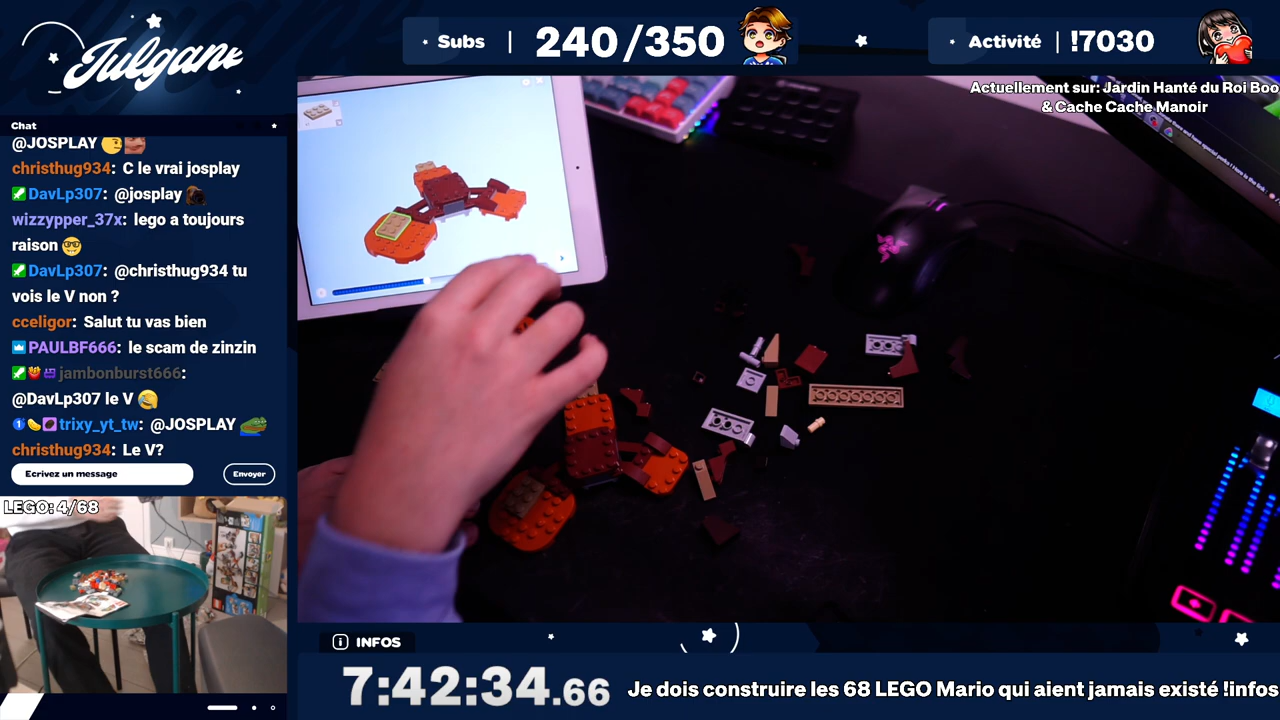 Julgane
Subs | 240/350
Activité | !7030
Actuellement sur: Jardin Hanté du Roi Boo
& Cache Cache Manoir
Chat
@JOSPLAY
christhug934: C le vrai josplay
DavLp307: @josplay
wizzypper_37x: lego a toujours
raison
DavLp307: @christhug934 tu
vois le V non ?
cceligor: Salut tu vas bien
PAULBF666: le scam de zinzin
jambonburst666:
@DavLp307 le V
trixy_yt_tw: @JOSPLAY
christhug934: Le V?
Ecrivez un message
Envoyer
LEGO: 4/68
INFOS
7:42:34.66
Je dois construire les 68 LEGO Mario qui aient jamais existé !infos